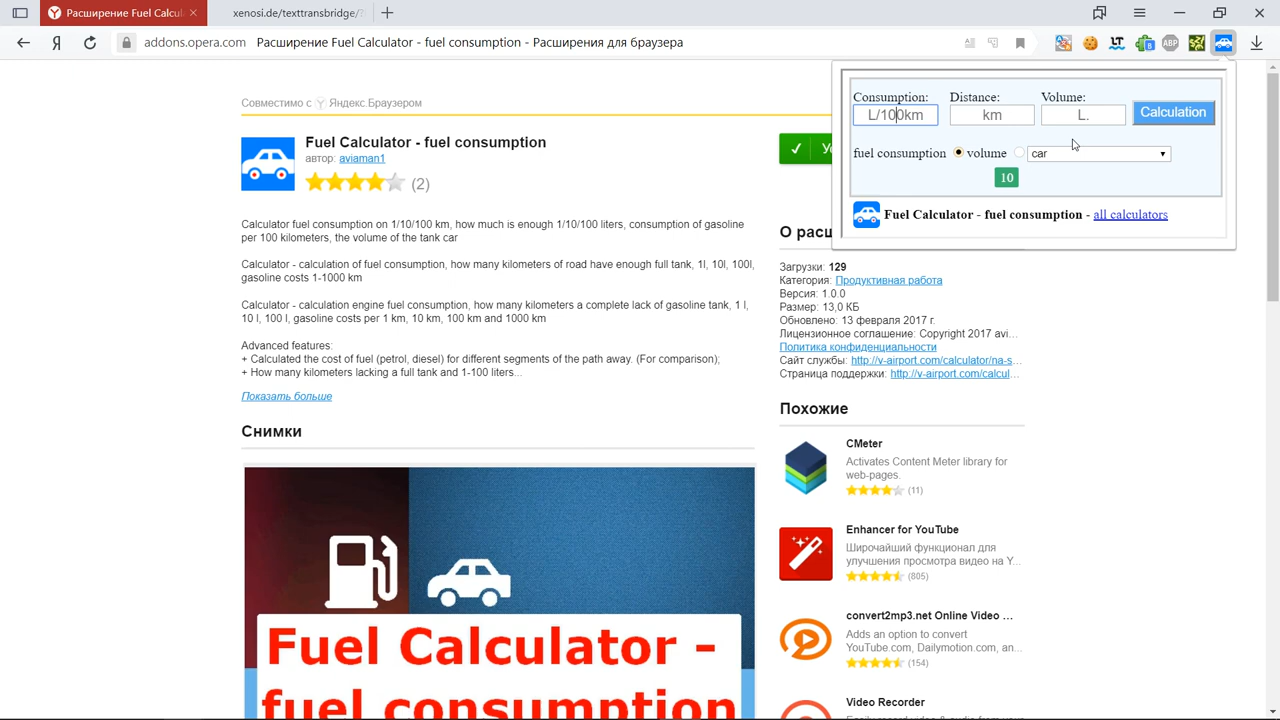 Расширение Fuel Calcul
xenosi.de/texttransbridge/?
addons.opera.com Расширение Fuel Calculator - fuel consumption - Расширения для браузера
LT
ABP
Совместимо с Яндекс.Браузером
Fuel Calculator - fuel consumption
автор: aviaman1
(2)
Calculator fuel consumption on 1/10/100 km, how much is enough 1/10/100 liters, consumption of gasoline
per 100 kilometers, the volume of the tank car
Calculator - calculation of fuel consumption, how many kilometers of road have enough full tank, 1l, 10l, 100l,
gasoline costs 1-1000 km
Calculator - calculation engine fuel consumption, how many kilometers a complete lack of gasoline tank, 1 l,
10 l, 100 l, gasoline costs per 1 km, 10 km, 100 km and 1000 km
Advanced features:
+ Calculated the cost of fuel (petrol, diesel) for different segments of the path away. (For comparison);
+ How many kilometers lacking a full tank and 1-100 liters...
Показать больше
Снимки
Fuel Calculator -
fuel consumption
Consumption: Distance: Volume:
L/100km km L. Calculation
fuel consumption volume car
10
Fuel Calculator - fuel consumption - all calculators
Загрузки: 129
Категория: Продуктивная работа
Версия: 1.0.0
Размер: 13,0 КБ
Обновлено: 13 февраля 2017 г.
Лицензионное соглашение: Copyright 2017 avi...
Политика конфиденциальности
Сайт службы: http://v-airport.com/calculator/na-s...
Страница поддержки: http://v-airport.com/calcul...
Похожие
CMeter
Activates Content Meter library for
web-pages.
(11)
Enhancer for YouTube
Широчайший функционал для
улучшения просмотра видео на Y...
(805)
convert2mp3.net Online Video ...
Adds an option to convert
YouTube.com, Dailymotion.com, an...
(154)
Video Recorder